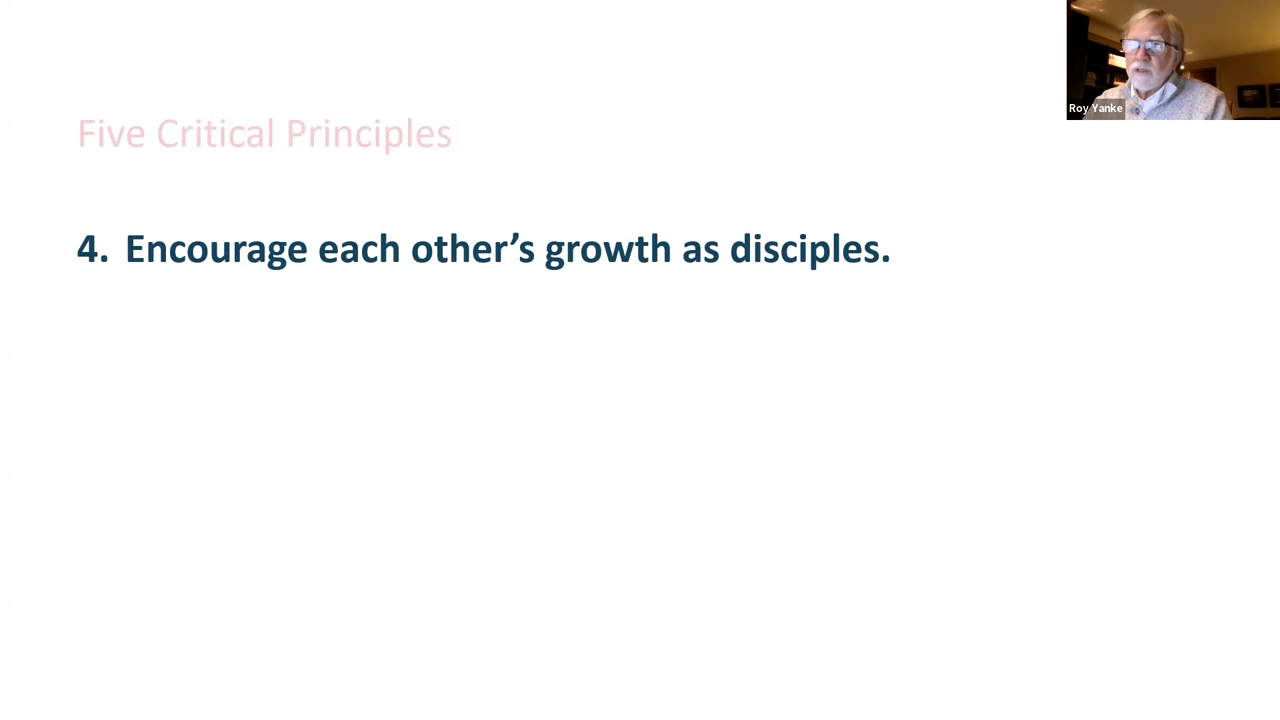 Five Critical Principles
4. Encourage each other’s growth as disciples.
Roy Yanke